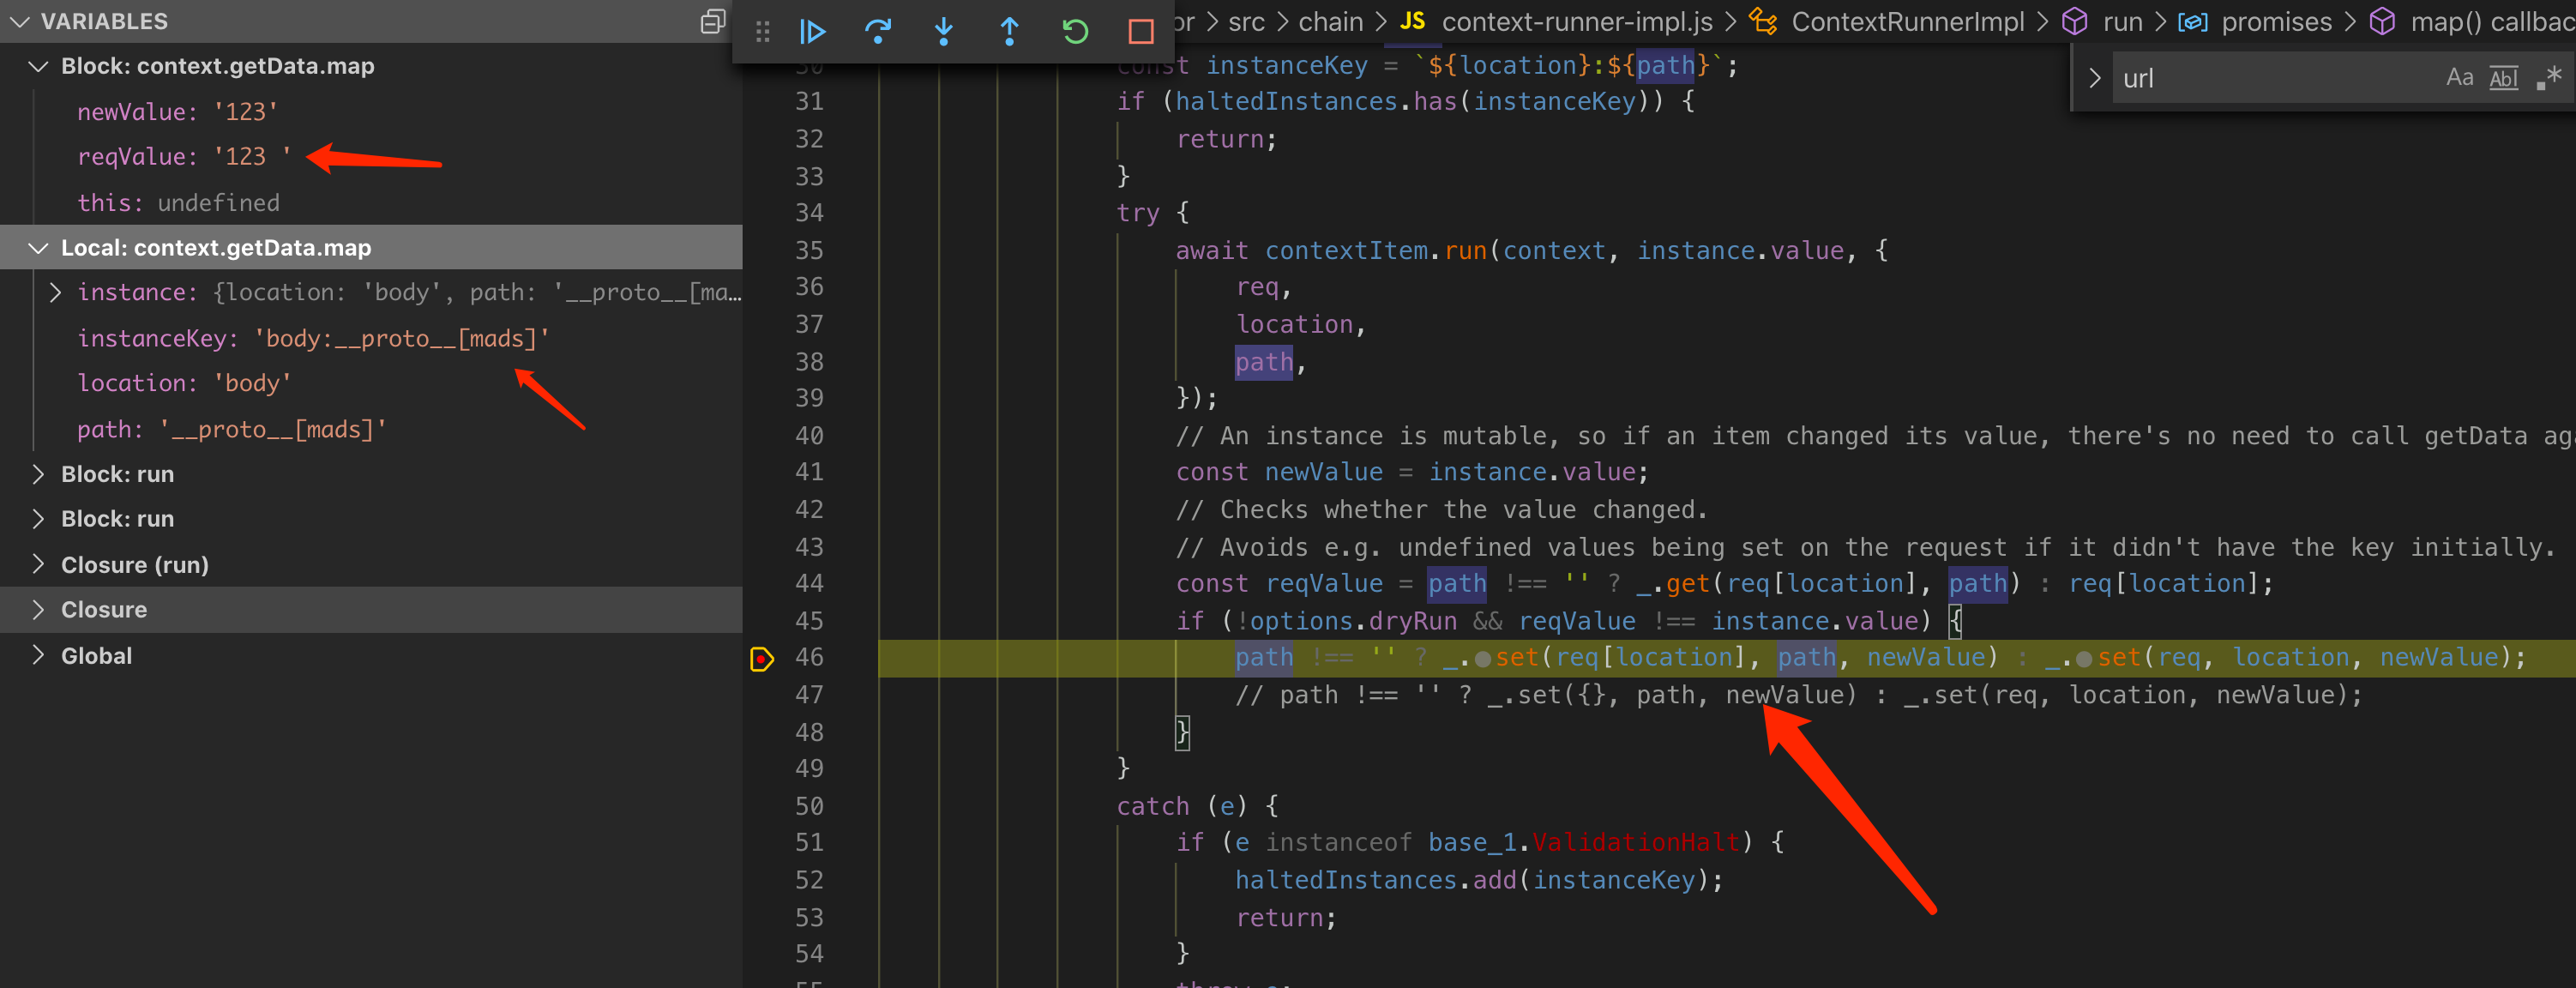 VARIABLES
Block: context.getData.map
newValue: '123'
reqValue: '123 '
this: undefined
Local: context.getData.map
instance: {location: 'body', path: '__proto__[ma…
instanceKey: 'body:__proto__[mads]'
location: 'body'
path: '__proto__[mads]'
Block: run
Block: run
Closure (run)
Closure
Global
or > src > chain > JS context-runner-impl.js > ContextRunnerImpl > run > promises > map() callbac
url
Aa Abl .*
30 const instanceKey = `${location}:${path}`;
31 if (haltedInstances.has(instanceKey)) {
32 return;
33 }
34 try {
35 await contextItem.run(context, instance.value, {
36 req,
37 location,
38 path,
39 });
40 // An instance is mutable, so if an item changed its value, there's no need to call getData aga
41 const newValue = instance.value;
42 // Checks whether the value changed.
43 // Avoids e.g. undefined values being set on the request if it didn't have the key initially.
44 const reqValue = path !== '' ? _.get(req[location], path) : req[location];
45 if (!options.dryRun && reqValue !== instance.value) {
46 path !== '' ? _.set(req[location], path, newValue) : _.set(req, location, newValue);
47 // path !== '' ? _.set({}, path, newValue) : _.set(req, location, newValue);
48 }
49 }
50 catch (e) {
51 if (e instanceof base_1.ValidationHalt) {
52 haltedInstances.add(instanceKey);
53 return;
54 }